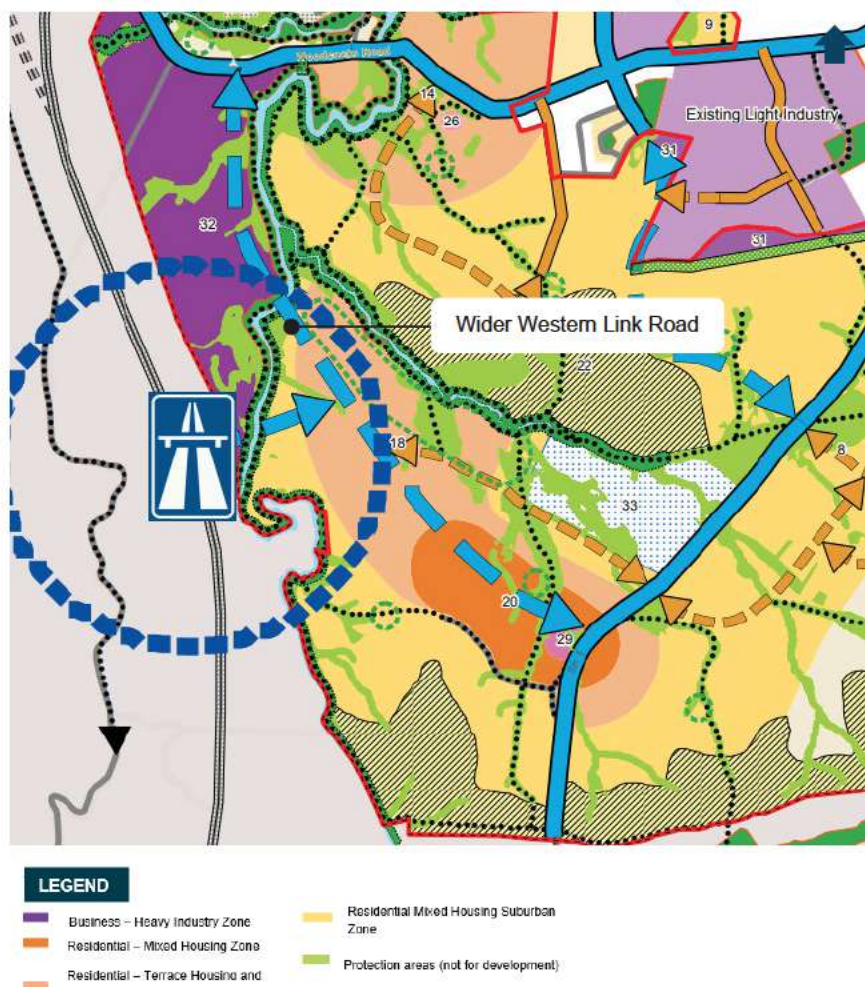 9
Woodcocks Road
14
26
Existing Light Industry
31
32
31
Wider Western Link Road
22
18
8
33
20
29
LEGEND
Business – Heavy Industry Zone
Residential – Mixed Housing Zone
Residential – Terrace Housing and
Residential Mixed Housing Suburban
Zone
Protection areas (not for development)